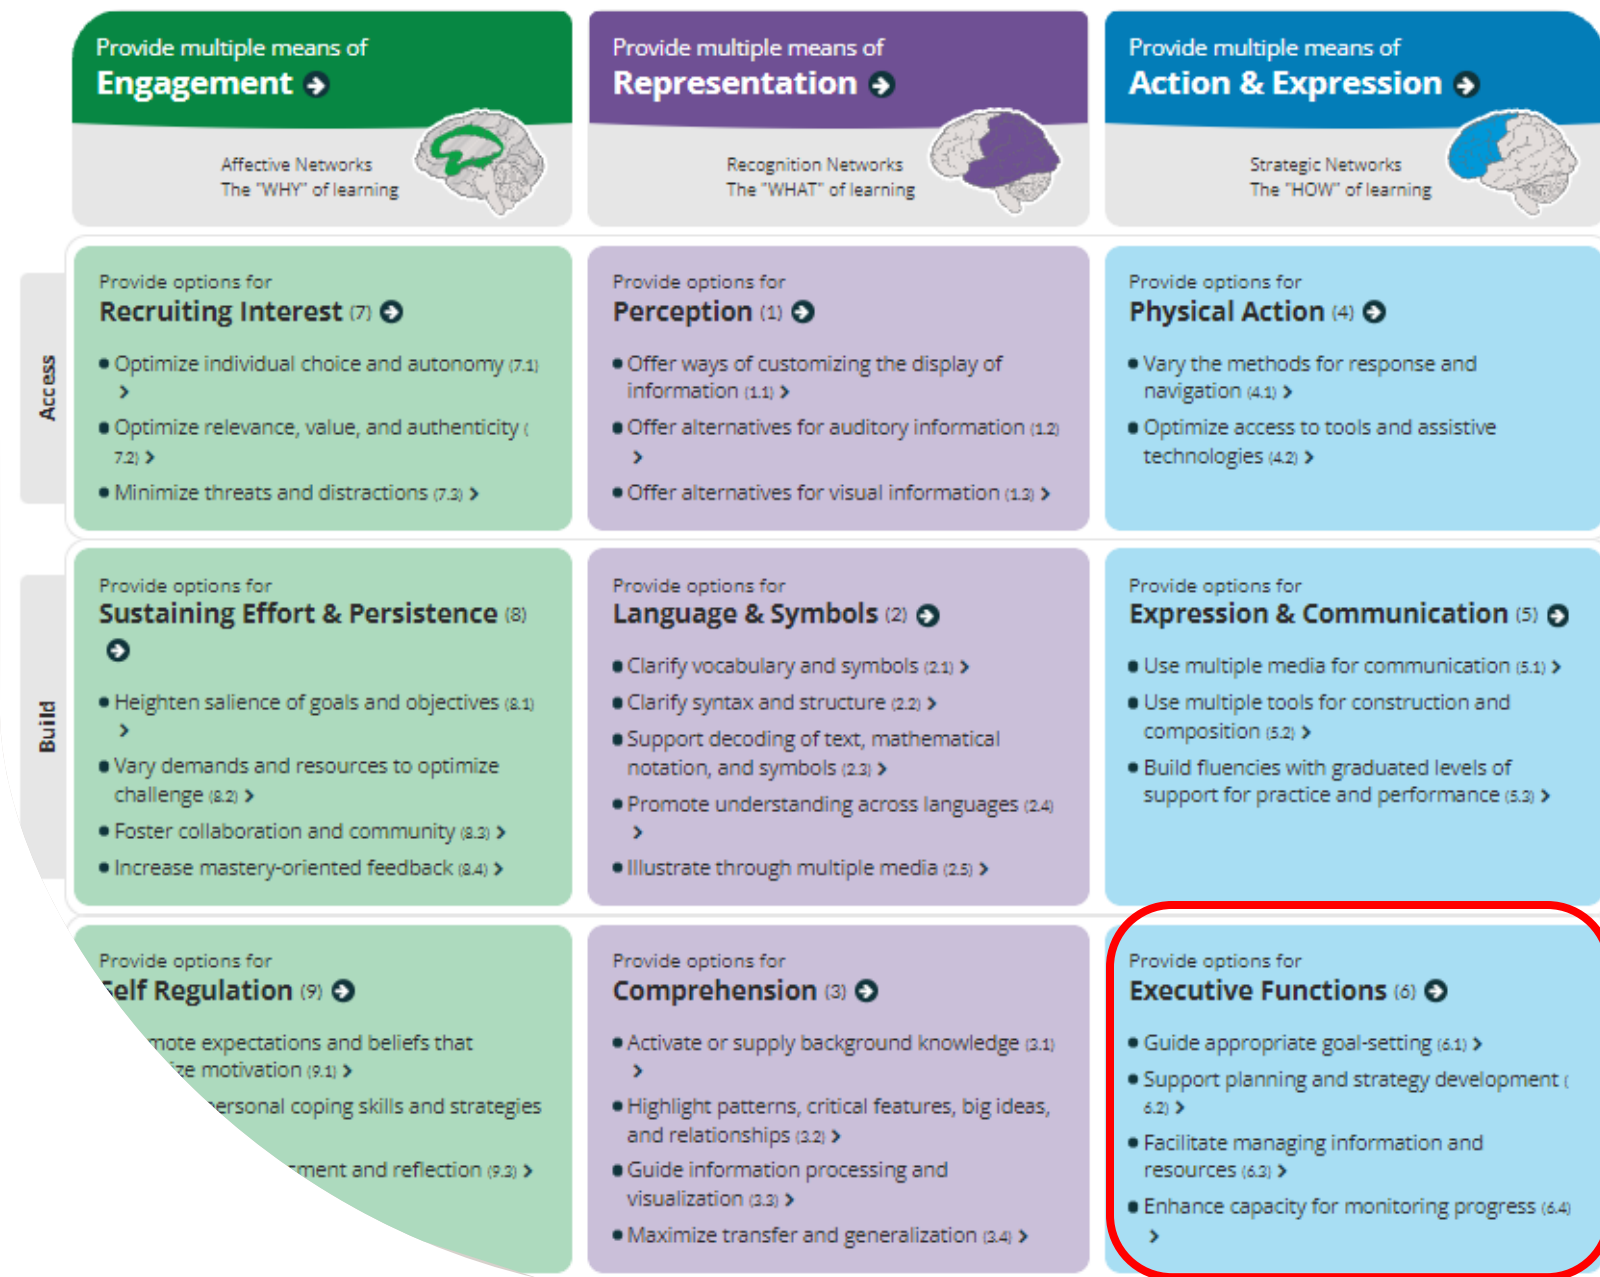 Provide multiple means of
Engagement
Affective Networks
The "WHY" of learning
Provide multiple means of
Representation
Recognition Networks
The "WHAT" of learning
Provide multiple means of
Action & Expression
Strategic Networks
The "HOW" of learning
Access
Provide options for
Recruiting Interest (7)
Optimize individual choice and autonomy (7.1)
Optimize relevance, value, and authenticity (
7.2)
Minimize threats and distractions (7.3)
Provide options for
Perception (1)
Offer ways of customizing the display of
information (1.1)
Offer alternatives for auditory information (1.2)
Offer alternatives for visual information (1.3)
Provide options for
Physical Action (4)
Vary the methods for response and
navigation (4.1)
Optimize access to tools and assistive
technologies (4.2)
Build
Provide options for
Sustaining Effort & Persistence (8)
Heighten salience of goals and objectives (8.1)
Vary demands and resources to optimize
challenge (8.2)
Foster collaboration and community (8.3)
Increase mastery-oriented feedback (8.4)
Provide options for
Language & Symbols (2)
Clarify vocabulary and symbols (2.1)
Clarify syntax and structure (2.2)
Support decoding of text, mathematical
notation, and symbols (2.3)
Promote understanding across languages (2.4)
Illustrate through multiple media (2.5)
Provide options for
Expression & Communication (5)
Use multiple media for communication (5.1)
Use multiple tools for construction and
composition (5.2)
Build fluencies with graduated levels of
support for practice and performance (5.3)
Provide options for
Self Regulation (9)
expectations and beliefs that
motivation (9.1)
personal coping skills and strategies
and reflection (9.3)
Provide options for
Comprehension (3)
Activate or supply background knowledge (3.1)
Highlight patterns, critical features, big ideas,
and relationships (3.2)
Guide information processing and
visualization (3.3)
Maximize transfer and generalization (3.4)
Provide options for
Executive Functions (6)
Guide appropriate goal-setting (6.1)
Support planning and strategy development (
6.2)
Facilitate managing information and
resources (6.3)
Enhance capacity for monitoring progress (6.4)